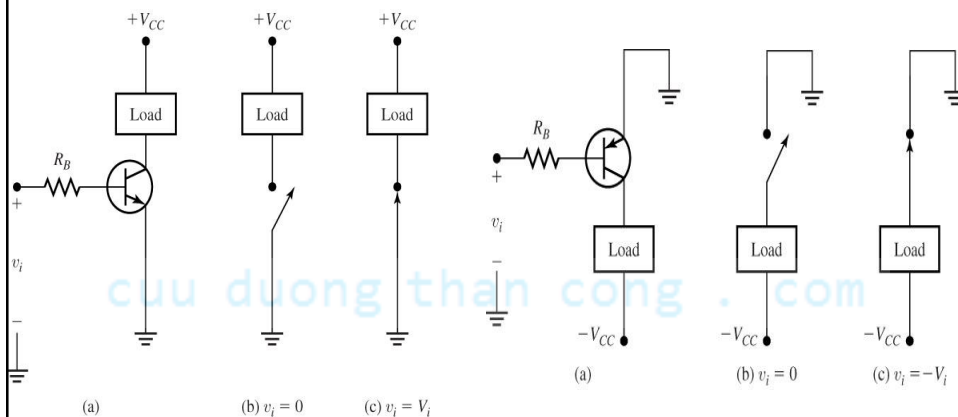 +V_CC
+V_CC
+V_CC
Load
Load
Load
R_B
R_B
+
+
v_i
v_i
Load
Load
Load
−
−
cuu duong than cong . com
−V_CC
−V_CC
−V_CC
(a)
(b) v_i = 0
(c) v_i = V_i
(a)
(b) v_i = 0
(c) v_i = −V_i